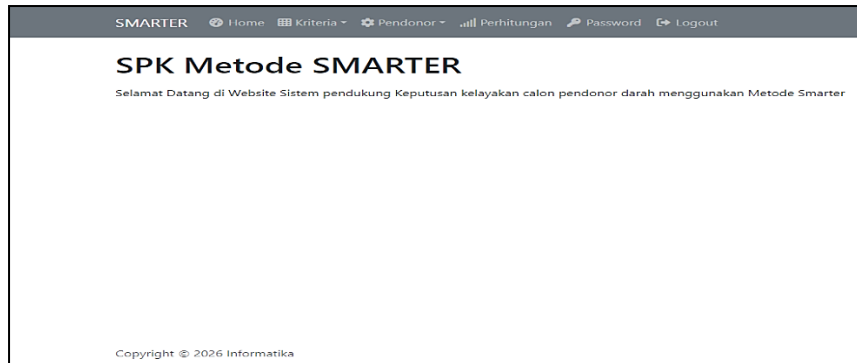 SMARTER Home Kriteria Pendonor Perhitungan Password Logout
SPK Metode SMARTER
Selamat Datang di Website Sistem pendukung Keputusan kelayakan calon pendonor darah menggunakan Metode Smarter
Copyright © 2026 Informatika